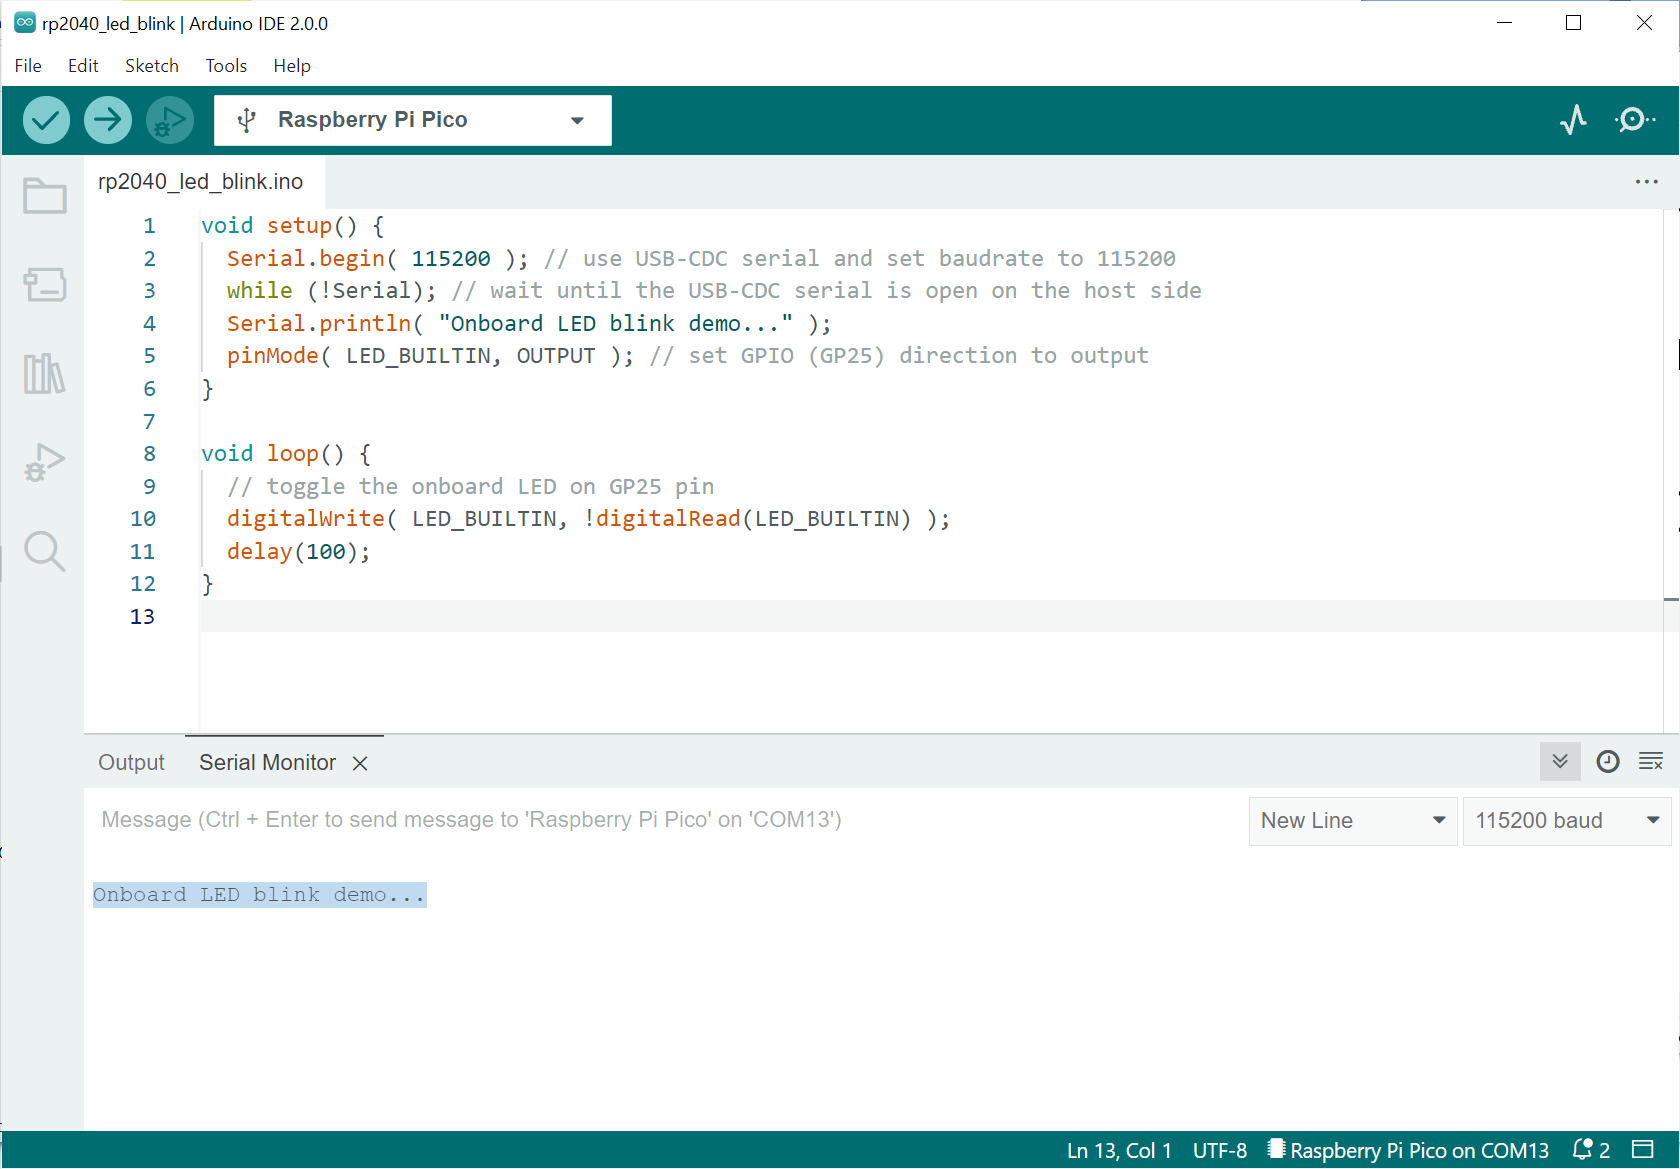 rp2040_led_blink | Arduino IDE 2.0.0
File Edit Sketch Tools Help
Raspberry Pi Pico
rp2040_led_blink.ino
1 void setup() {
2 Serial.begin( 115200 ); // use USB-CDC serial and set baudrate to 115200
3 while (!Serial); // wait until the USB-CDC serial is open on the host side
4 Serial.println( "Onboard LED blink demo..." );
5 pinMode( LED_BUILTIN, OUTPUT ); // set GPIO (GP25) direction to output
6 }
7
8 void loop() {
9 // toggle the onboard LED on GP25 pin
10 digitalWrite( LED_BUILTIN, !digitalRead(LED_BUILTIN) );
11 delay(100);
12 }
13
Output Serial Monitor
Message (Ctrl + Enter to send message to 'Raspberry Pi Pico' on 'COM13')
New Line 115200 baud
Onboard LED blink demo...
Ln 13, Col 1 UTF-8 Raspberry Pi Pico on COM13 2